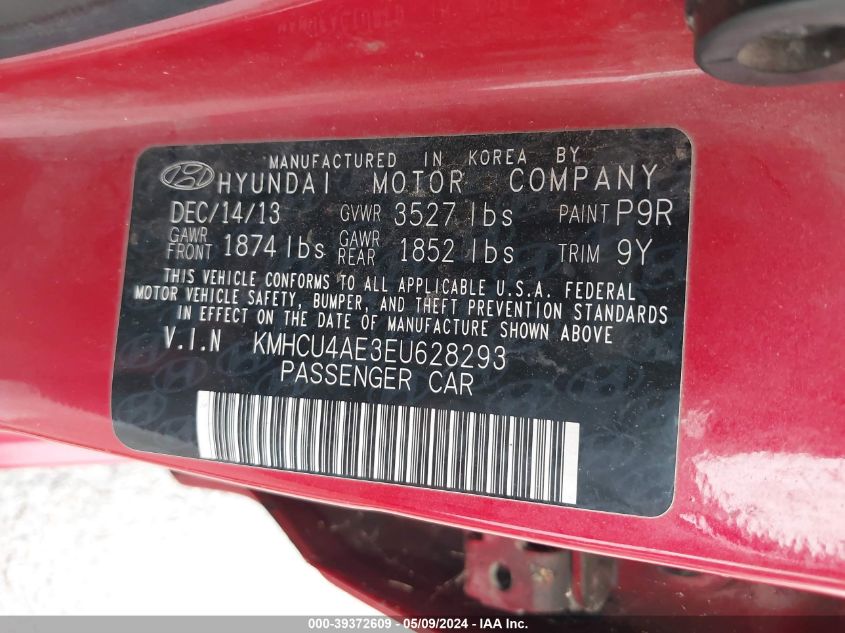 MANUFACTURED IN KOREA BY
HYUNDAI MOTOR COMPANY
DEC/14/13 GVWR 3527 lbs PAINT P9R
GAWR FRONT 1874 lbs GAWR REAR 1852 lbs TRIM 9Y
THIS VEHICLE CONFORMS TO ALL APPLICABLE U.S.A. FEDERAL
MOTOR VEHICLE SAFETY, BUMPER, AND THEFT PREVENTION STANDARDS
IN EFFECT ON THE DATE OF MANUFACTURE SHOWN ABOVE
V.I.N KMHCU4AE3EU628293
PASSENGER CAR
000-39372609 - 05/09/2024 - IAA Inc.